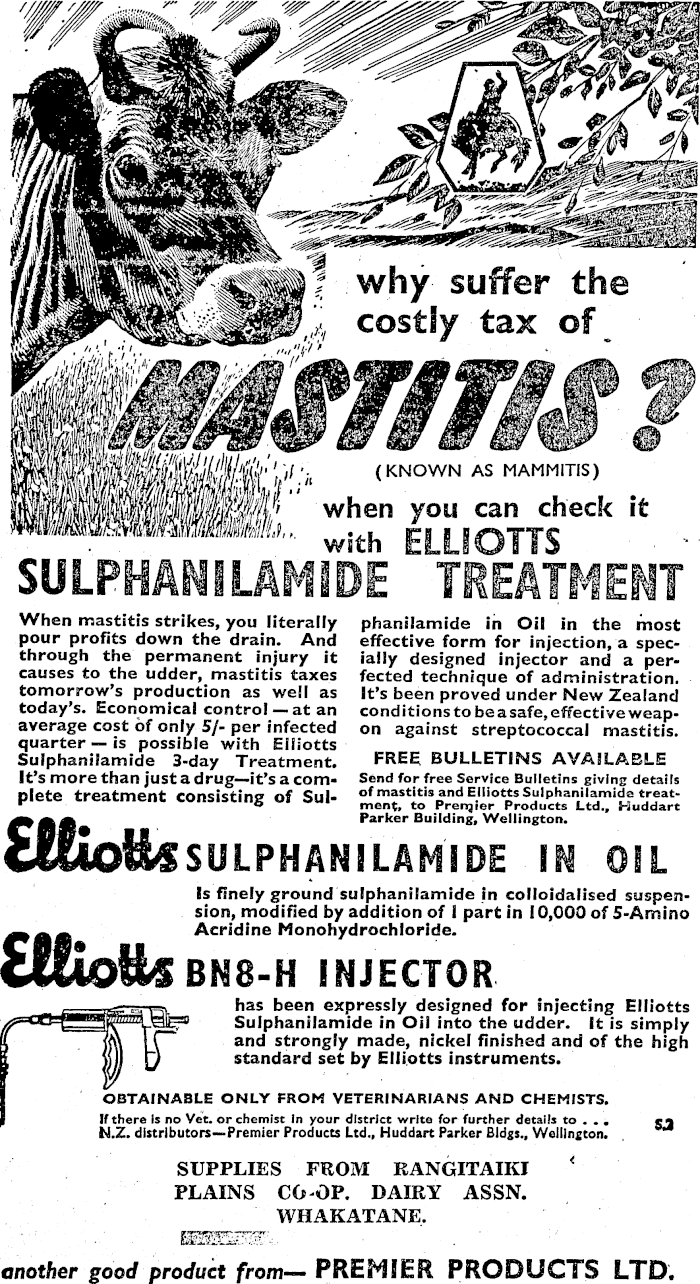 why suffer the
costly tax of
MASTITIS?
(KNOWN AS MAMMITIS)
when you can check it
with ELLIOTTS
SULPHANILAMIDE TREATMENT
When mastitis strikes, you literally
pour profits down the drain. And
through the permanent injury it
causes to the udder, mastitis taxes
tomorrow's production as well as
today's. Economical control—at an
average cost of only 5/- per infected
quarter—is possible with Elliotts
Sulphanilamide 3-day Treatment.
It's more than just a drug—it's a com-
plete treatment consisting of Sul-
phanilamide in Oil in the most
effective form for injection, a spec-
ially designed injector and a per-
fected technique of administration.
It's been proved under New Zealand
conditions to be a safe, effective weap-
on against streptococcal mastitis.
FREE BULLETINS AVAILABLE
Send for free Service Bulletins giving details
of mastitis and Elliotts Sulphanilamide treat-
ment, to Premier Products Ltd., Huddart
Parker Building, Wellington.
Elliotts SULPHANILAMIDE IN OIL
Is finely ground sulphanilamide in colloidalised suspen-
sion, modified by addition of 1 part in 10,000 of 5-Amino
Acridine Monohydrochloride.
Elliotts BN8-H INJECTOR
has been expressly designed for injecting Elliotts
Sulphanilamide in Oil into the udder. It is simply
and strongly made, nickel finished and of the high
standard set by Elliotts instruments.
OBTAINABLE ONLY FROM VETERINARIANS AND CHEMISTS.
If there is no Vet. or chemist in your district write for further details to . . .
N.Z. distributors—Premier Products Ltd., Huddart Parker Bldgs., Wellington.
5.2
SUPPLIES FROM RANGITAIKI
PLAINS CO-OP. DAIRY ASSN.
WHAKATANE.
another good product from— PREMIER PRODUCTS LTD.